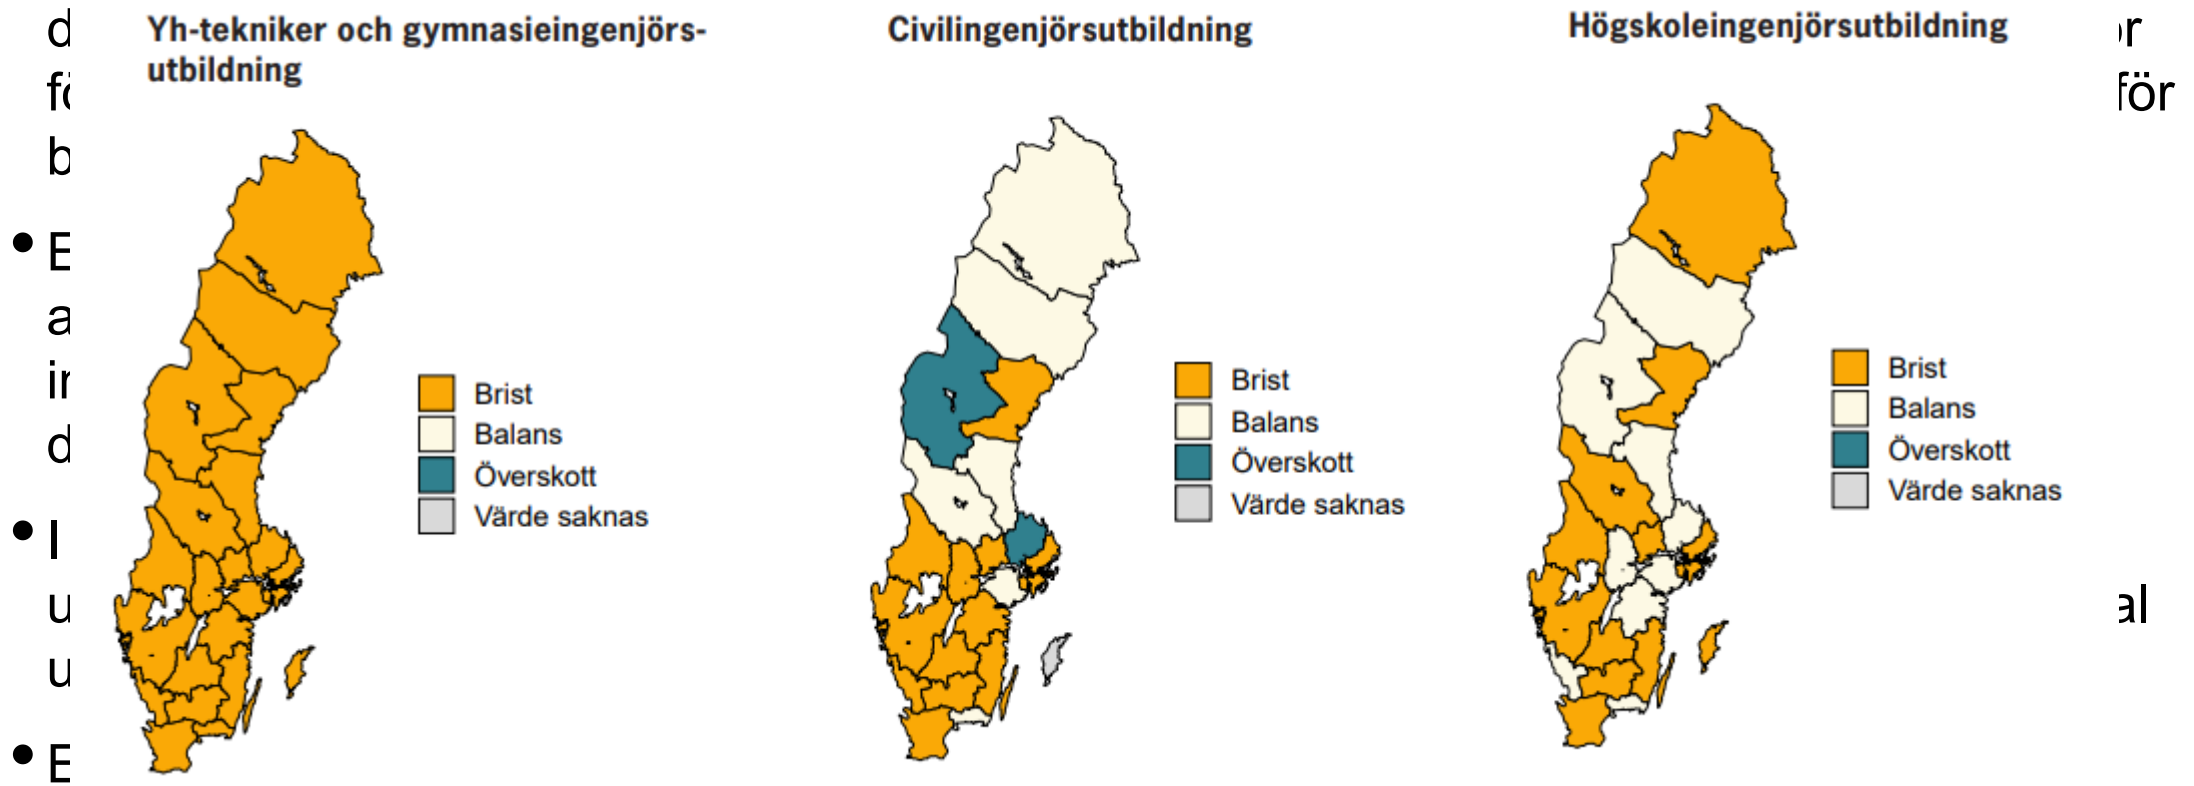 Yh-tekniker och gymnasieingenjörs-
utbildning
Brist
Balans
Överskott
Värde saknas
Civilingenjörsutbildning
Brist
Balans
Överskott
Värde saknas
Högskoleingenjörsutbildning
Brist
Balans
Överskott
Värde saknas
för